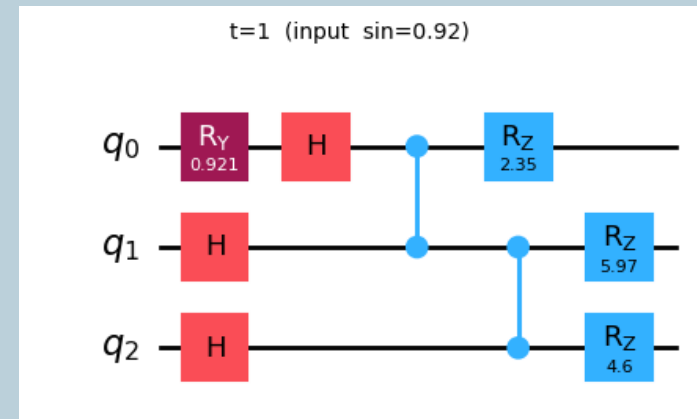 t=1 (input sin=0.92)
q0 RY 0.921 H RZ 2.35
q1 H RZ 5.97
q2 H RZ 4.6